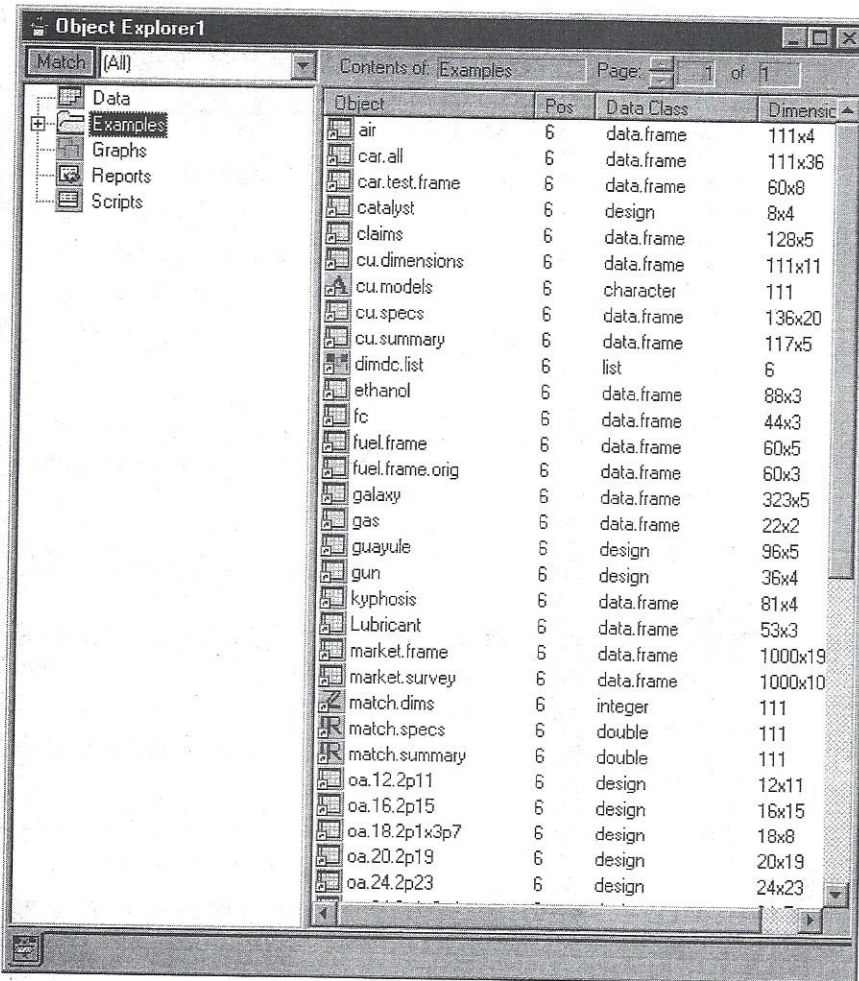 Object Explorer1
Match (All) Contents of: Examples Page: 1 of 1
Data
Examples
Graphs
Reports
Scripts
Object Pos Data Class Dimensic
air 6 data.frame 111x4
car.all 6 data.frame 111x36
car.test.frame 6 data.frame 60x8
catalyst 6 design 8x4
claims 6 data.frame 128x5
cu.dimensions 6 data.frame 111x11
cu.models 6 character 111
cu.specs 6 data.frame 136x20
cu.summary 6 data.frame 117x5
dimdc.list 6 list 6
ethanol 6 data.frame 88x3
fc 6 data.frame 44x3
fuel.frame 6 data.frame 60x5
fuel.frame.orig 6 data.frame 60x3
galaxy 6 data.frame 323x5
gas 6 data.frame 22x2
guayule 6 design 96x5
gun 6 design 36x4
kyphosis 6 data.frame 81x4
Lubricant 6 data.frame 53x3
market.frame 6 data.frame 1000x19
market.survey 6 data.frame 1000x10
match.dims 6 integer 111
match.specs 6 double 111
match.summary 6 double 111
oa.12.2p11 6 design 12x11
oa.16.2p15 6 design 16x15
oa.18.2p1x3p7 6 design 18x8
oa.20.2p19 6 design 20x19
oa.24.2p23 6 design 24x23